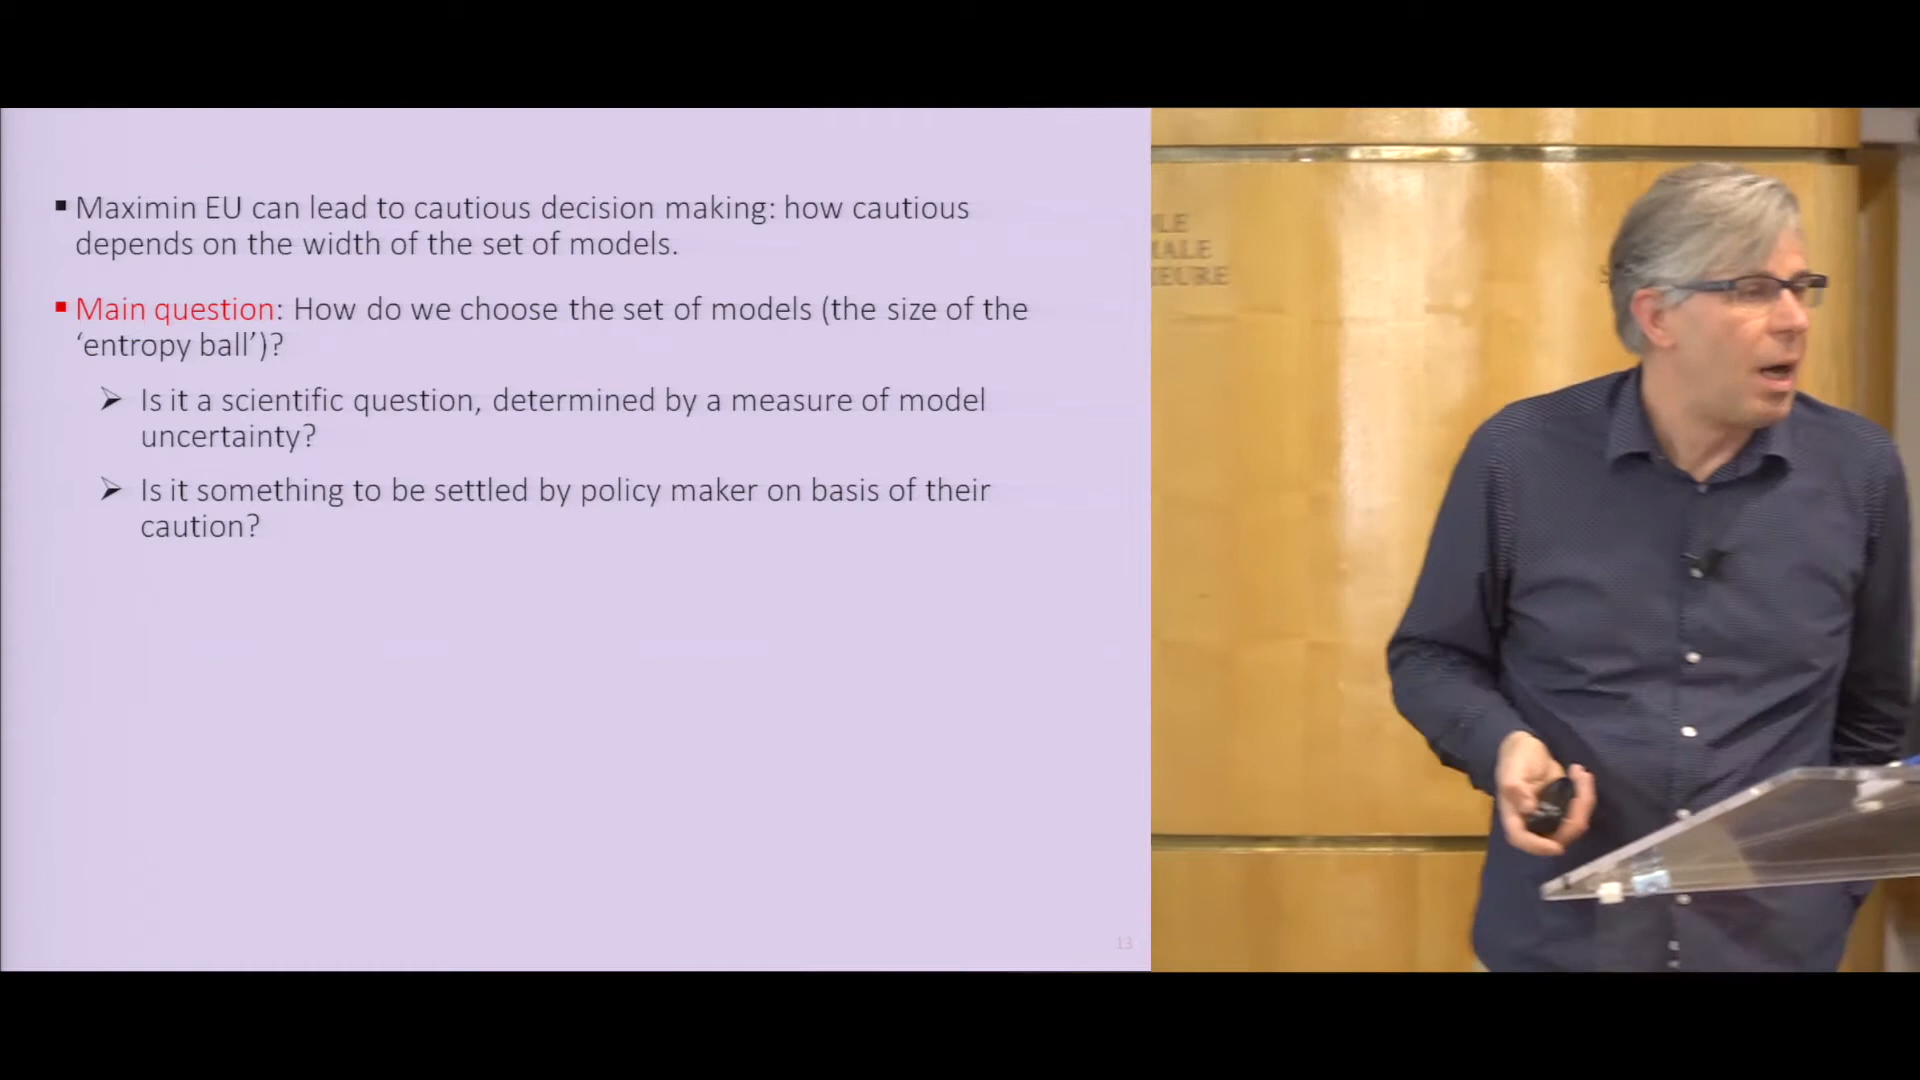 ▪ Maximin EU can lead to cautious decision making: how cautious
depends on the width of the set of models.
▪ Main question: How do we choose the set of models (the size of the
‘entropy ball’)?
➢ Is it a scientific question, determined by a measure of model
uncertainty?
➢ Is it something to be settled by policy maker on basis of their
caution?
13
LE
MALE
IEURE
S